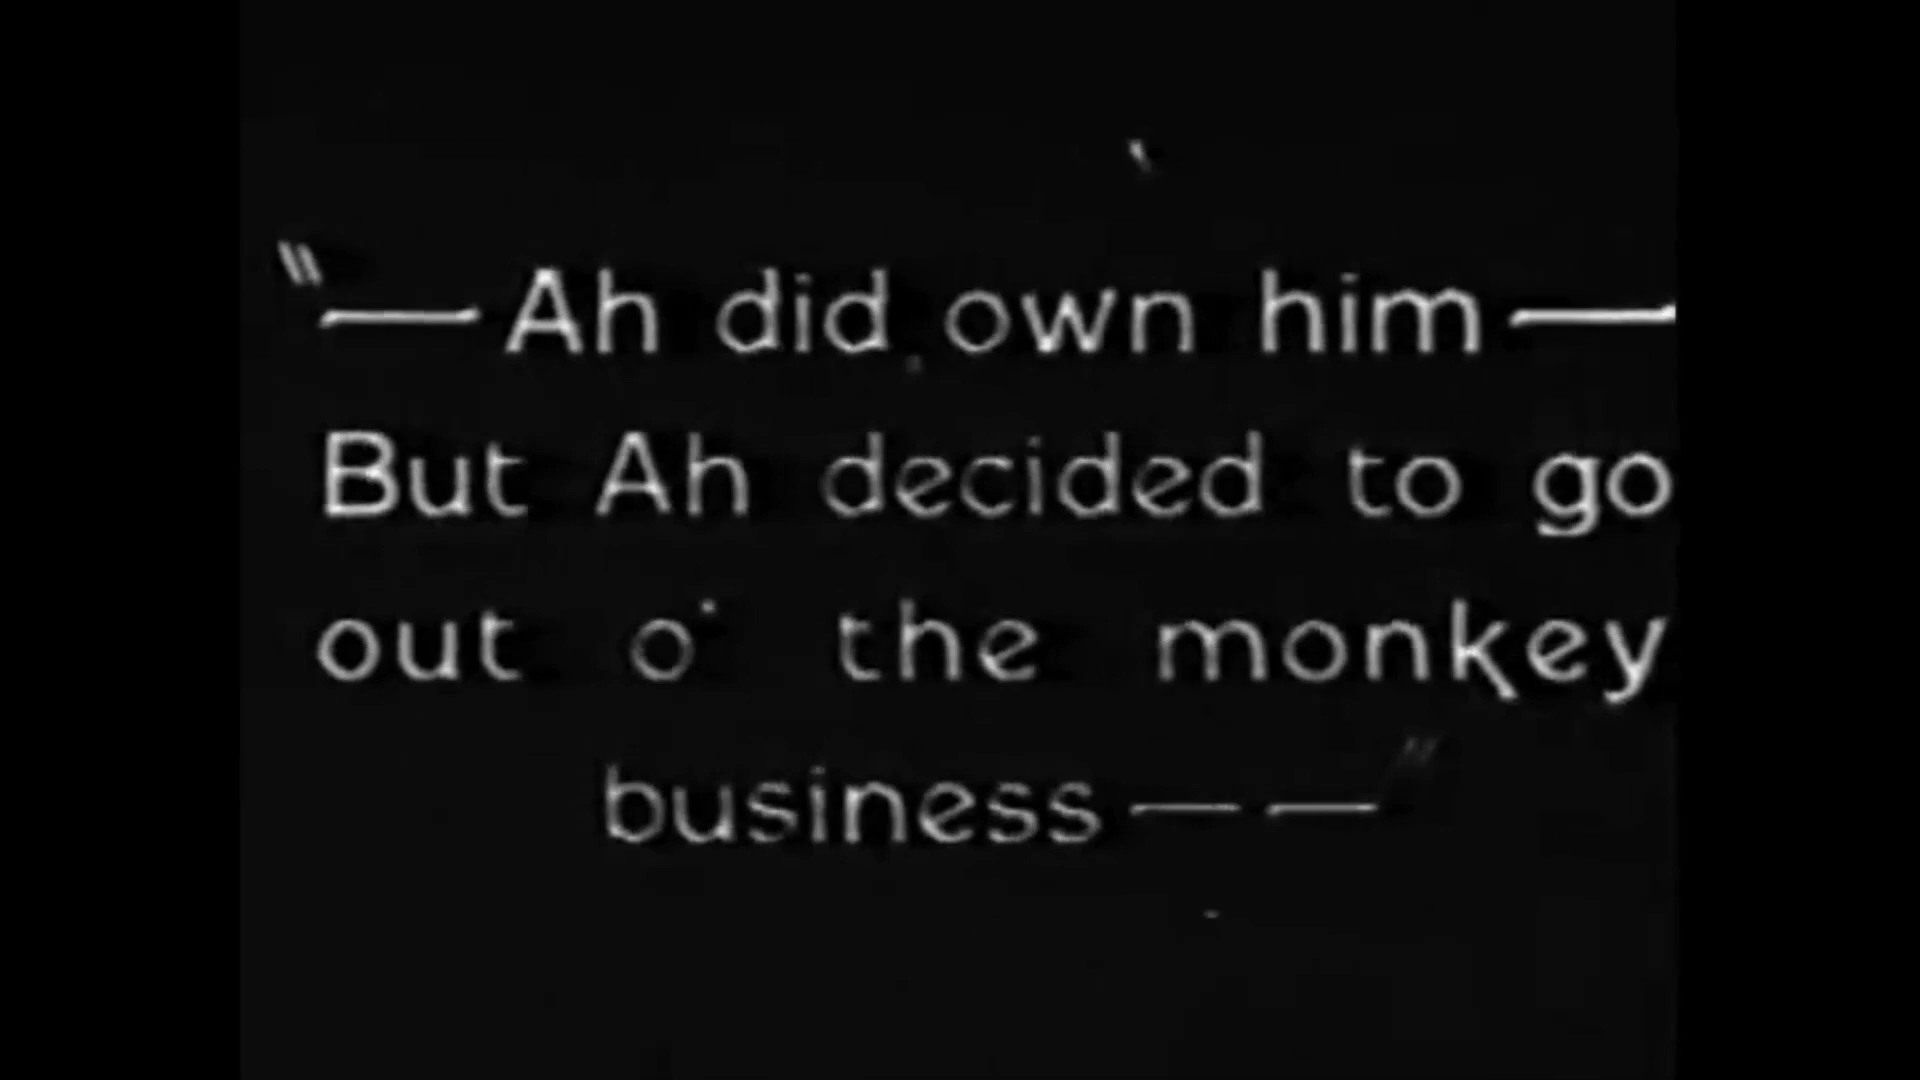 "—Ah did own him—
But Ah decided to go
out o' the monkey
business— —"